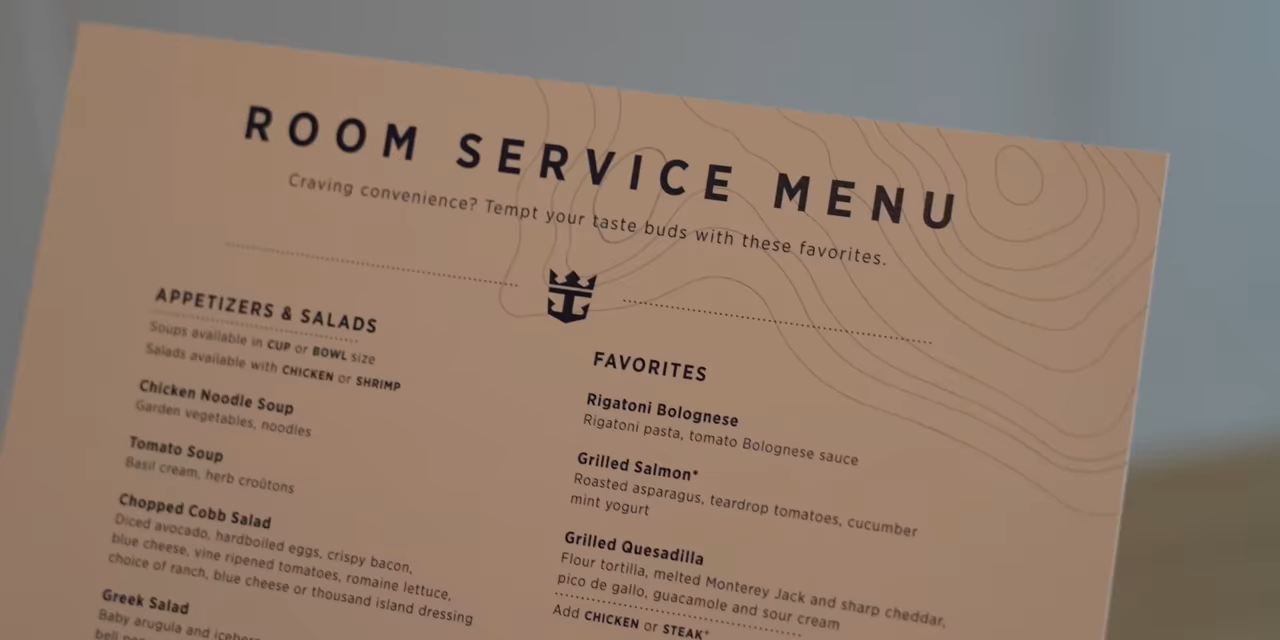 ROOM SERVICE MENU
Craving convenience? Tempt your taste buds with these favorites.
APPETIZERS & SALADS
Soups available in CUP or BOWL size
Salads available with CHICKEN or SHRIMP
Chicken Noodle Soup
Garden vegetables, noodles
Tomato Soup
Basil cream, herb croûtons
Chopped Cobb Salad
Diced avocado, hardboiled eggs, crispy bacon,
blue cheese, vine ripened tomatoes, romaine lettuce,
choice of ranch, blue cheese or thousand island dressing
Greek Salad
Baby arugula and
bell
FAVORITES
Rigatoni Bolognese
Rigatoni pasta, tomato Bolognese sauce
Grilled Salmon*
Roasted asparagus, teardrop tomatoes, cucumber
mint yogurt
Grilled Quesadilla
Flour tortilla, melted Monterey Jack and sharp cheddar,
pico de gallo, guacamole and sour cream
Add CHICKEN or STEAK*